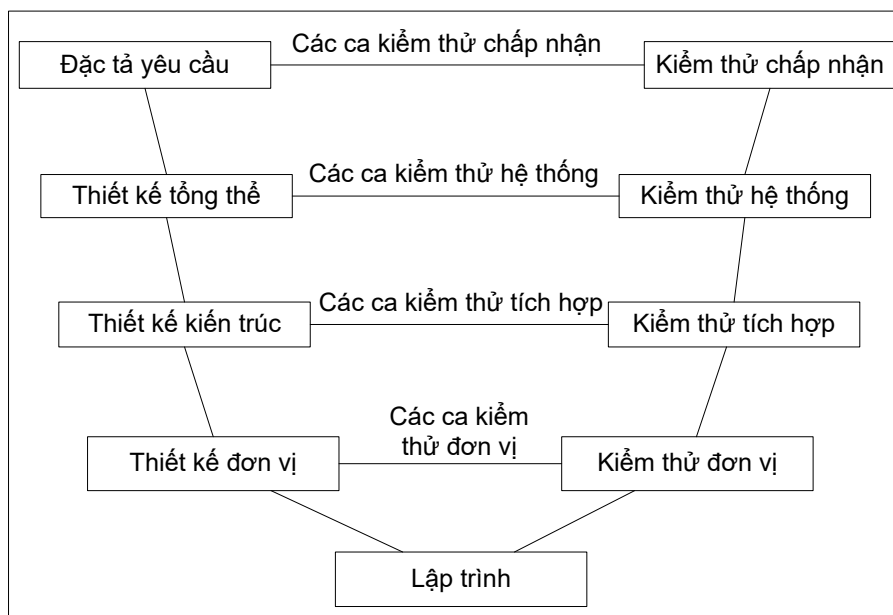 Các ca kiểm thử chấp nhận
Đặc tả yêu cầu
Kiểm thử chấp nhận
Các ca kiểm thử hệ thống
Thiết kế tổng thể
Kiểm thử hệ thống
Các ca kiểm thử tích hợp
Thiết kế kiến trúc
Kiểm thử tích hợp
Các ca kiểm
thử đơn vị
Thiết kế đơn vị
Kiểm thử đơn vị
Lập trình